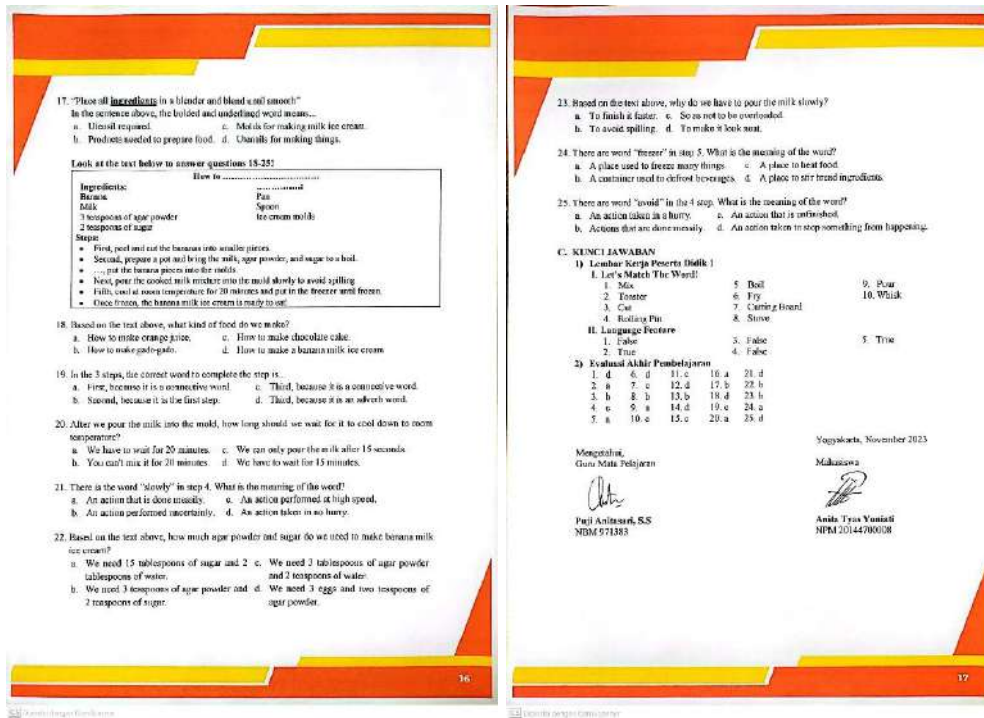 17. "Place all ingredients in a blender and blend until smooth"
In the sentence above, the bolded and underlined word means...
a. Utensil required. c. Molds for making milk ice cream.
b. Products needed to prepare food. d. Utensils for making things.
Look at the text below to answer questions 18-25!
How to ..................................
Ingredients: ................:
Banana Pan
Milk Spoon
3 teaspoons of agar powder Ice cream molds
2 teaspoons of sugar
Steps:
• First, peel and cut the bananas into smaller pieces.
• Second, prepare a pot and bring the milk, agar powder, and sugar to a boil.
• ...., put the banana pieces into the molds.
• Next, pour the cooked milk mixture into the mold slowly to avoid spilling
• Fifth, cool at room temperature for 20 minutes and put in the freezer until frozen.
• Once frozen, the banana milk ice cream is ready to eat!
18. Based on the text above, what kind of food do we make?
a. How to make orange juice. c. How to make chocolate cake.
b. How to make gado-gado. d. How to make a banana milk ice cream
19. In the 3 steps, the correct word to complete the step is...
a. First, because it is a connective word. c. Third, because it is a connective word.
b. Second, because it is the first step. d. Third, because it is an adverb word.
20. After we pour the milk into the mold, how long should we wait for it to cool down to room
temperature?
a. We have to wait for 20 minutes. c. We can only pour the milk after 15 seconds.
b. You can't mix it for 20 minutes. d. We have to wait for 15 minutes.
21. There is the word "slowly" in step 4. What is the meaning of the word?
a. An action that is done messily. c. An action performed at high speed.
b. An action performed uncertainly. d. An action taken in no hurry.
22. Based on the text above, how much agar powder and sugar do we need to make banana milk
ice cream?
a. We need 15 tablespoons of sugar and 2 c. We need 3 tablespoons of agar powder
tablespoons of water. and 2 teaspoons of water.
b. We need 3 teaspoons of agar powder and d. We need 3 eggs and two teaspoons of
2 teaspoons of sugar. agar powder.
16
23. Based on the text above, why do we have to pour the milk slowly?
a. To finish it faster. c. So as not to be overloaded.
b. To avoid spilling. d. To make it look neat.
24. There are word "freezer" in step 5. What is the meaning of the word?
a. A place used to freeze many things. c. A place to heat food.
b. A container used to defrost beverages. d. A place to stir bread ingredients.
25. There are word "avoid" in the 4 step. What is the meaning of the word?
a. An action taken in a hurry. c. An action that is unfinished.
b. Actions that are done messily. d. An action taken to stop something from happening.
C. KUNCI JAWABAN
1) Lembar Kerja Peserta Didik 1
I. Let's Match The Word!
1. Mix 5. Boil 9. Pour
2. Toaster 6. Fry 10. Whisk
3. Cut 7. Cutting Board
4. Rolling Pin 8. Stove
II. Language Feature
1. False 3. False 5. True
2. True 4. False
2) Evaluasi Akhir Pembelajaran
1. d 6. d 11. c 16. a 21. d
2. a 7. c 12. d 17. b 22. b
3. b 8. b 13. b 18. d 23. b
4. c 9. a 14. d 19. c 24. a
5. a 10. c 15. c 20. a 25. d
Yogyakarta, November 2023
Mengetahui,
Guru Mata Pelajaran Mahasiswa
Puji Anitasari, S.S Anida Tyas Yuniati
NBM 971383 NPM 20144700008
17